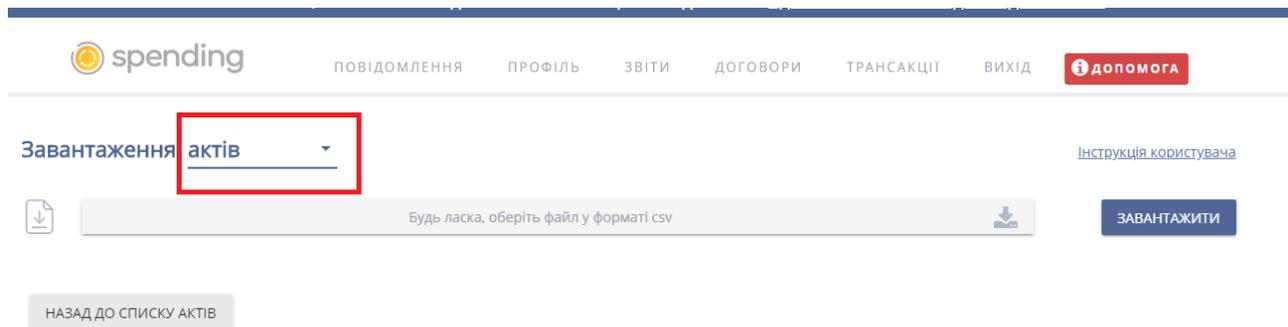 spending
ПОВІДОМЛЕННЯ ПРОФІЛЬ ЗВІТИ ДОГОВОРИ ТРАНСАКЦІЇ ВИХІД ДОПОМОГА
Завантаження актів
Інструкція користувача
Будь ласка, оберіть файл у форматі csv
ЗАВАНТАЖИТИ
НАЗАД ДО СПИСКУ АКТІВ